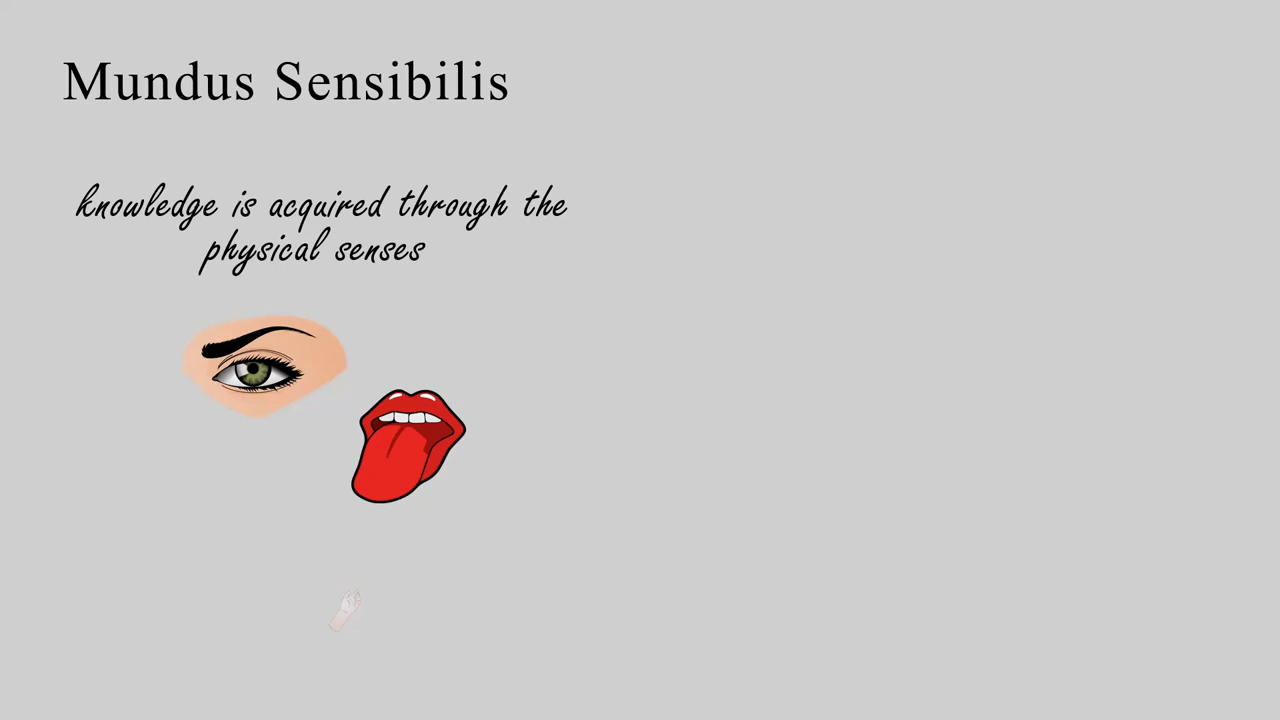 Mundus Sensibilis
knowledge is acquired through the
physical senses